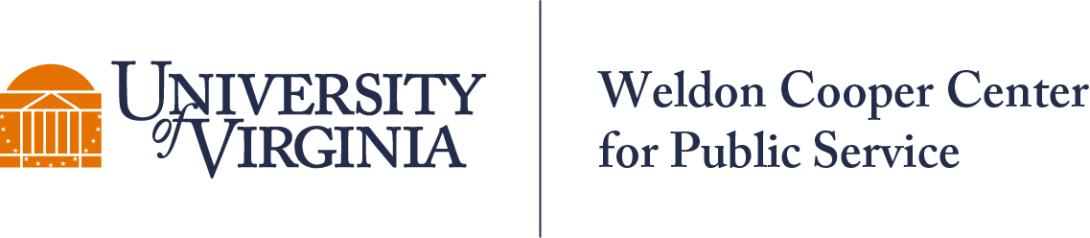 UNIVERSITY
of VIRGINIA
Weldon Cooper Center
for Public Service